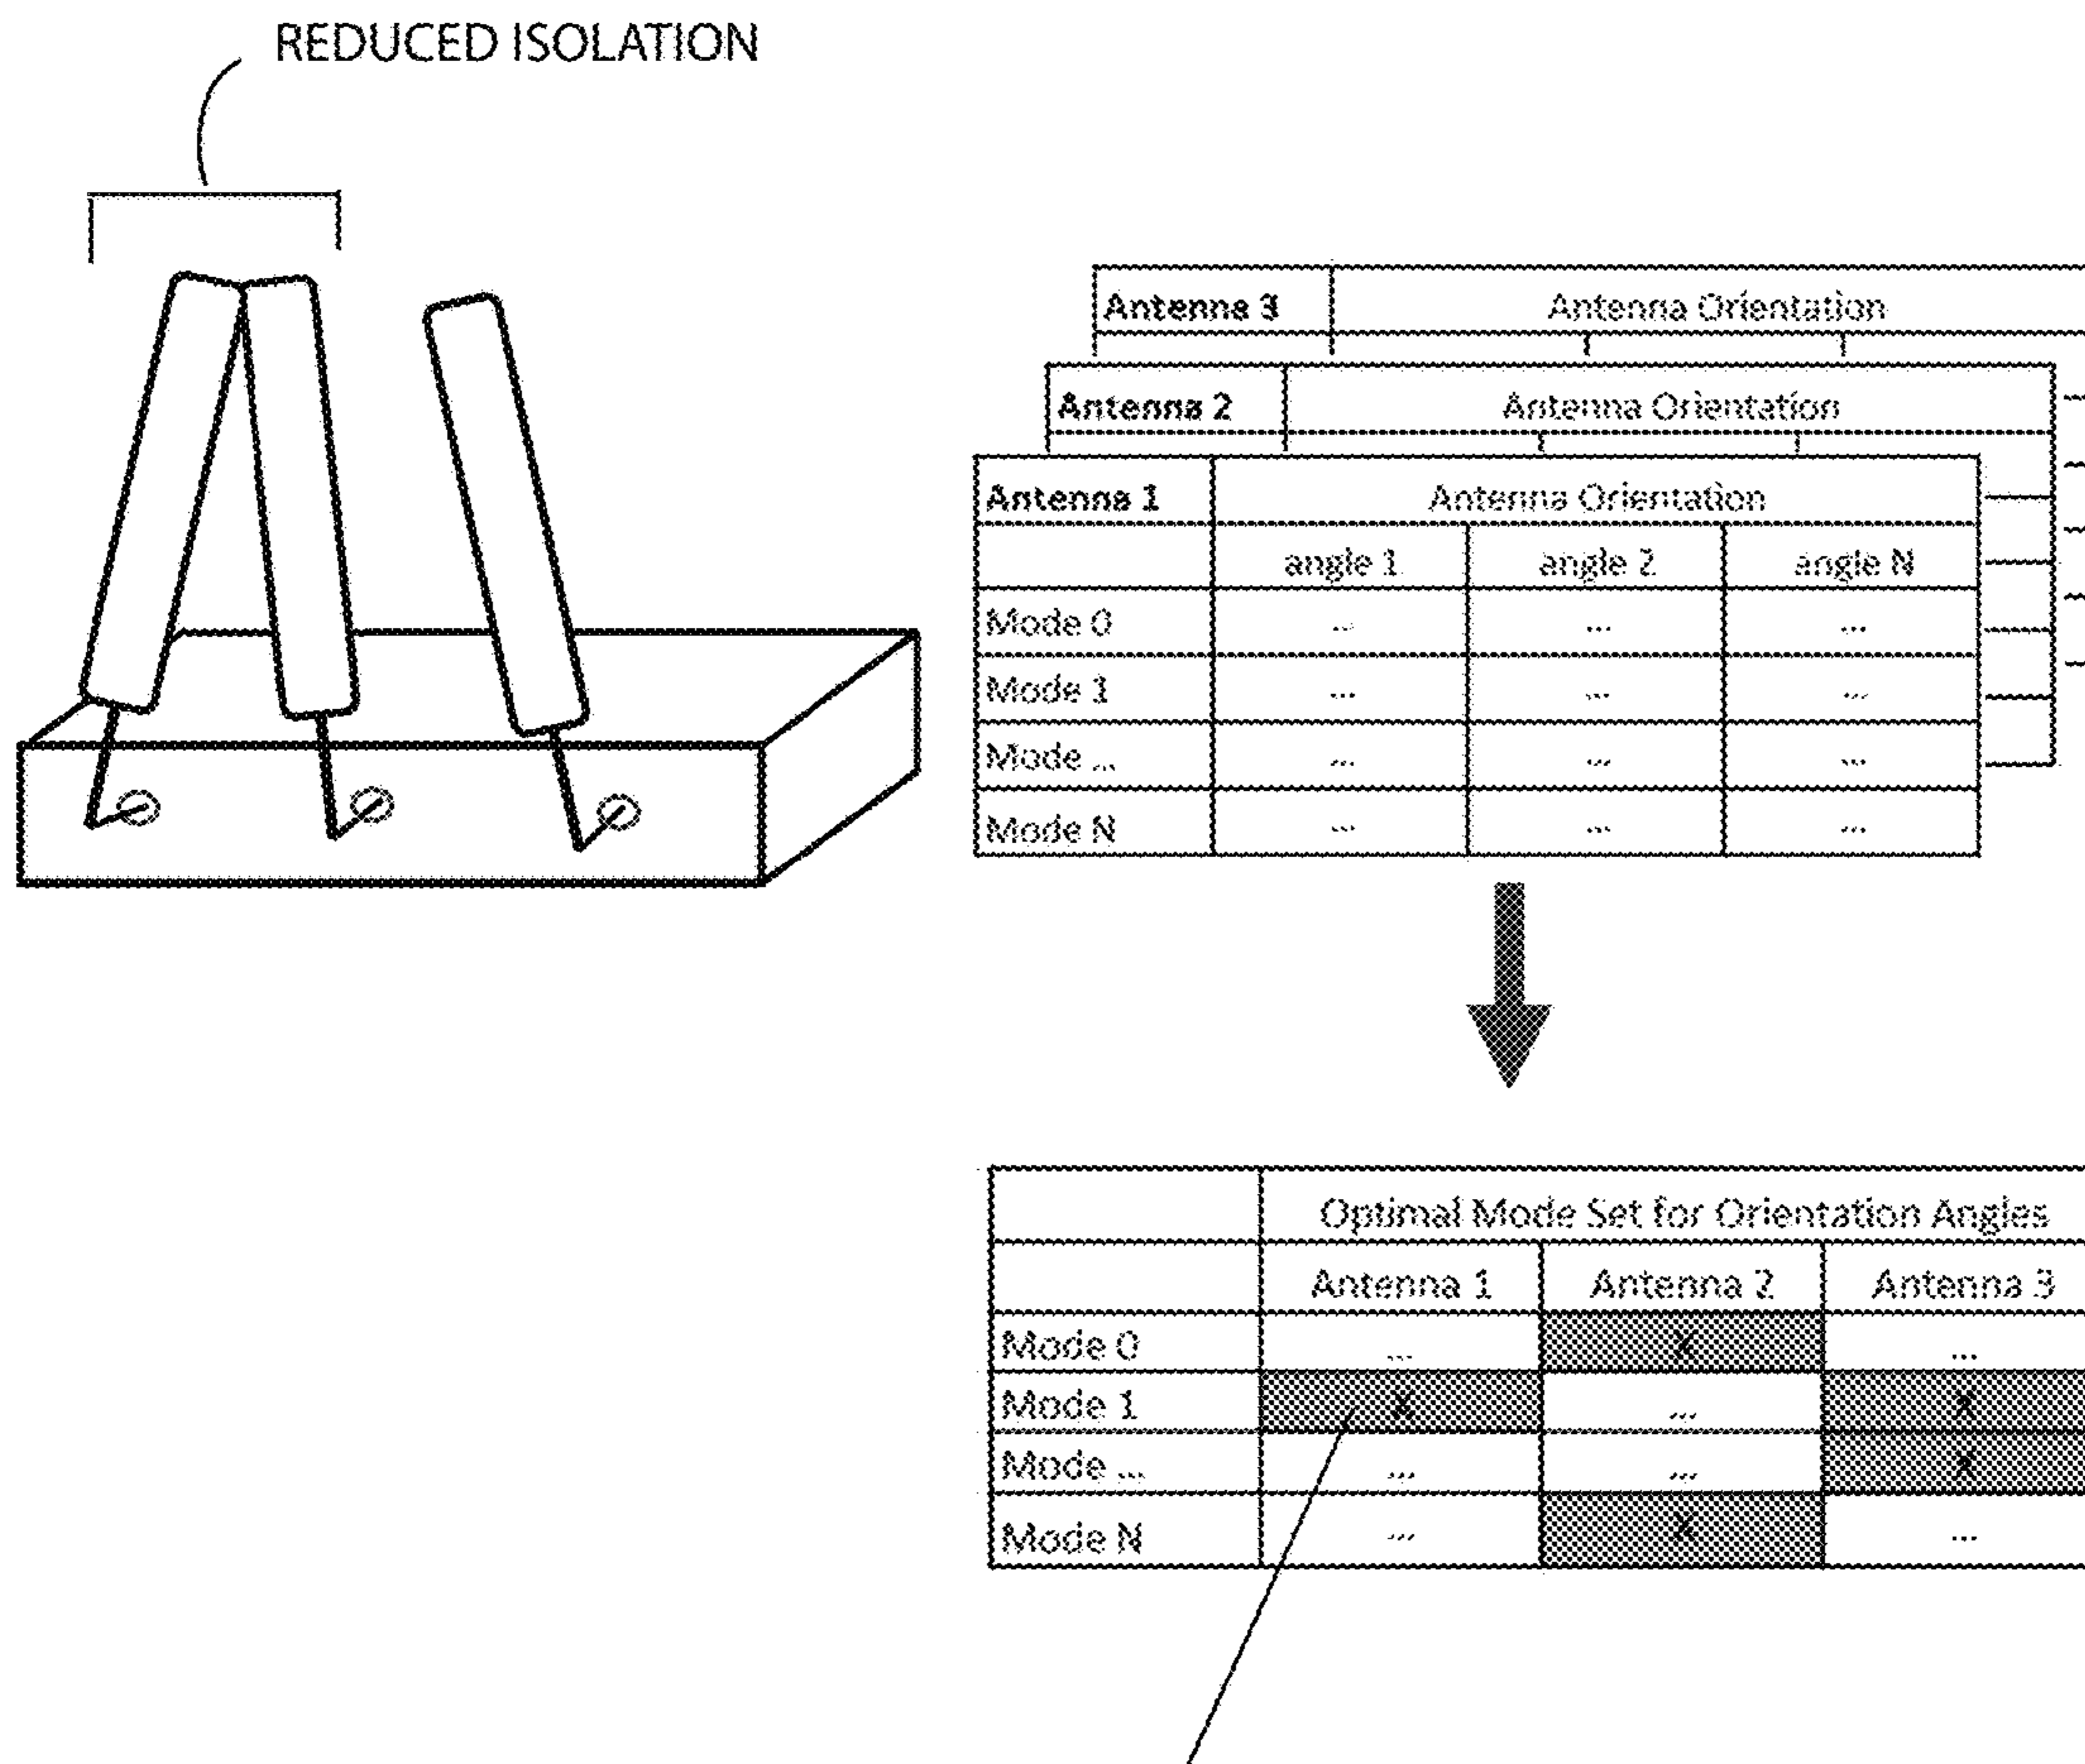 REDUCED ISOLATION
Antenna 3 Antenna Orientation
Antenna 2 Antenna Orientation
Antenna 1 Antenna Orientation
angle 1 angle 2 angle N
Mode 0 ... ... ...
Mode 1 ... ... ...
Mode ... ... ... ...
Mode N ... ... ...
Optimal Mode Set for Orientation Angles
Antenna 1 Antenna 2 Antenna 3
Mode 0 ... X ...
Mode 1 X ... X
Mode ... ... ... X
Mode N ... X ...